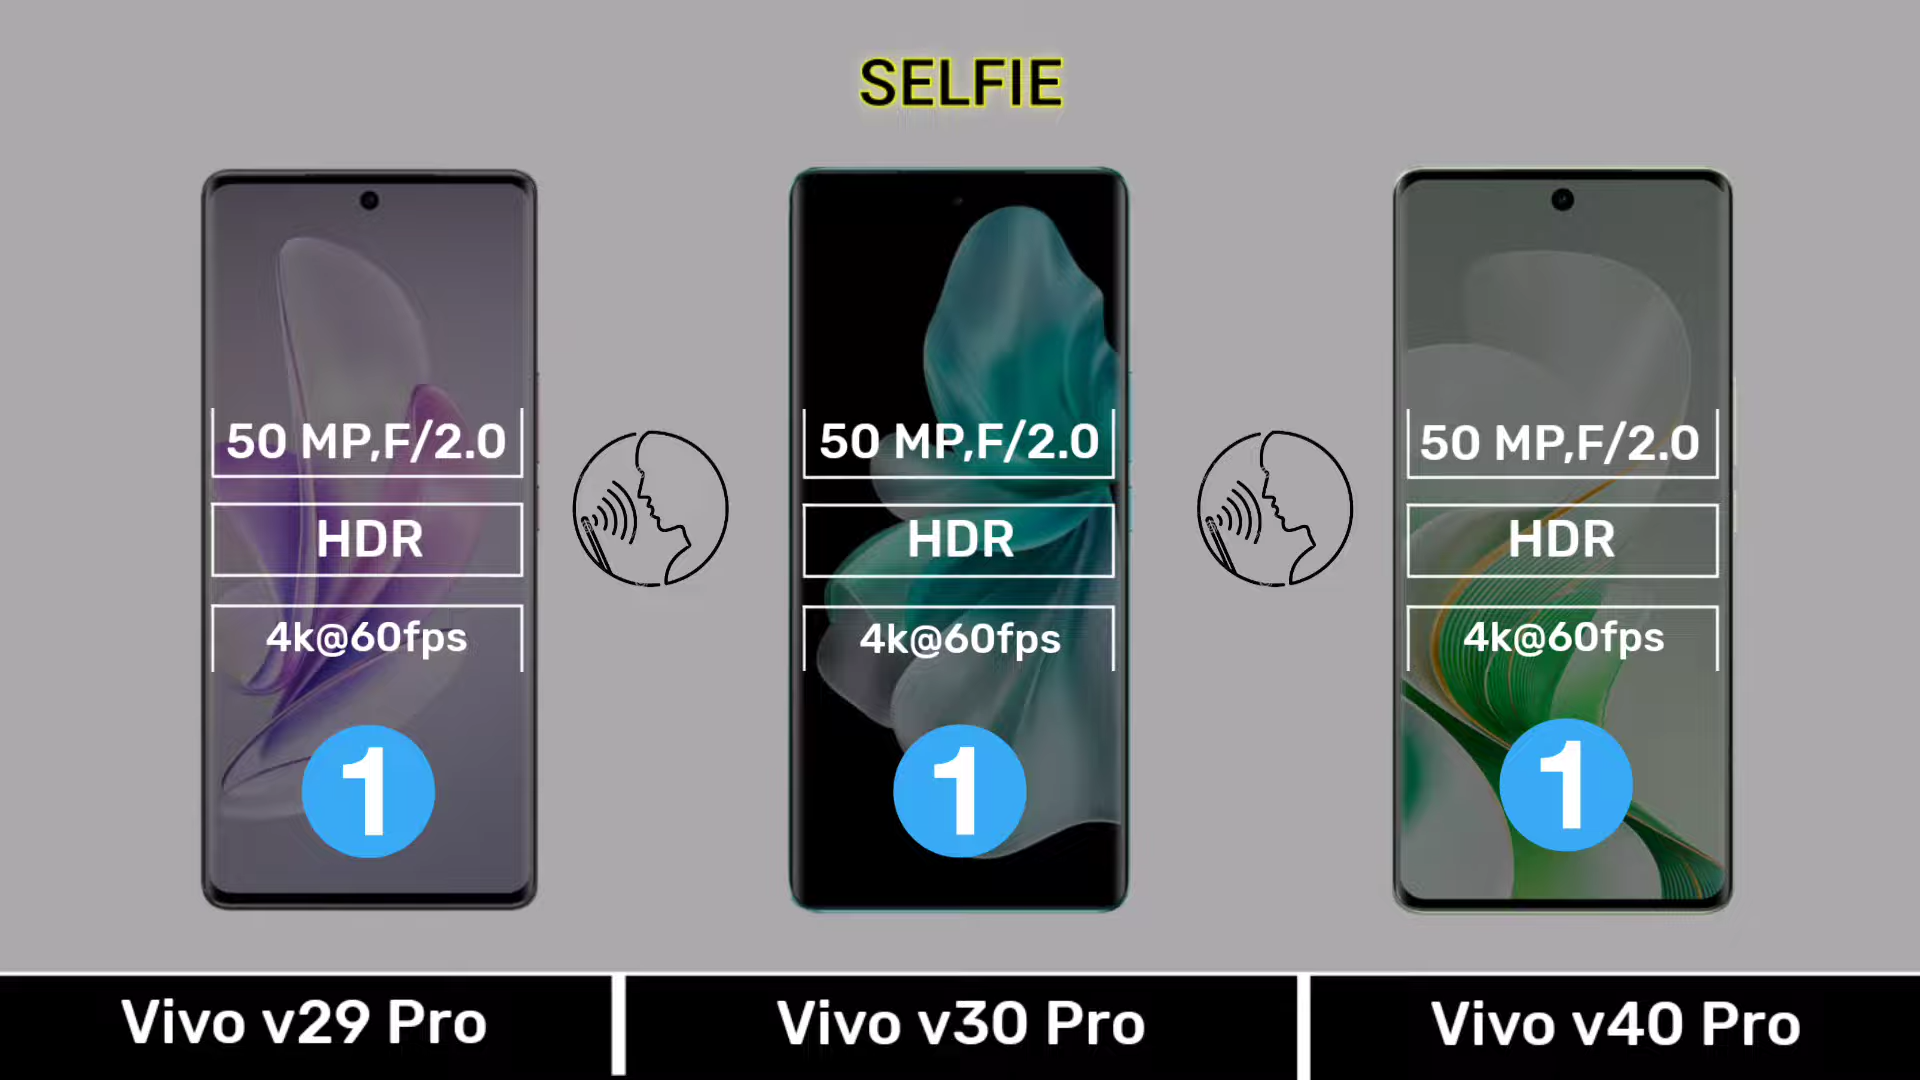 SELFIE
50 MP,F/2.0
HDR
4k@60fps
1
50 MP,F/2.0
HDR
4k@60fps
1
50 MP,F/2.0
HDR
4k@60fps
1
Vivo v29 Pro
Vivo v30 Pro
Vivo v40 Pro